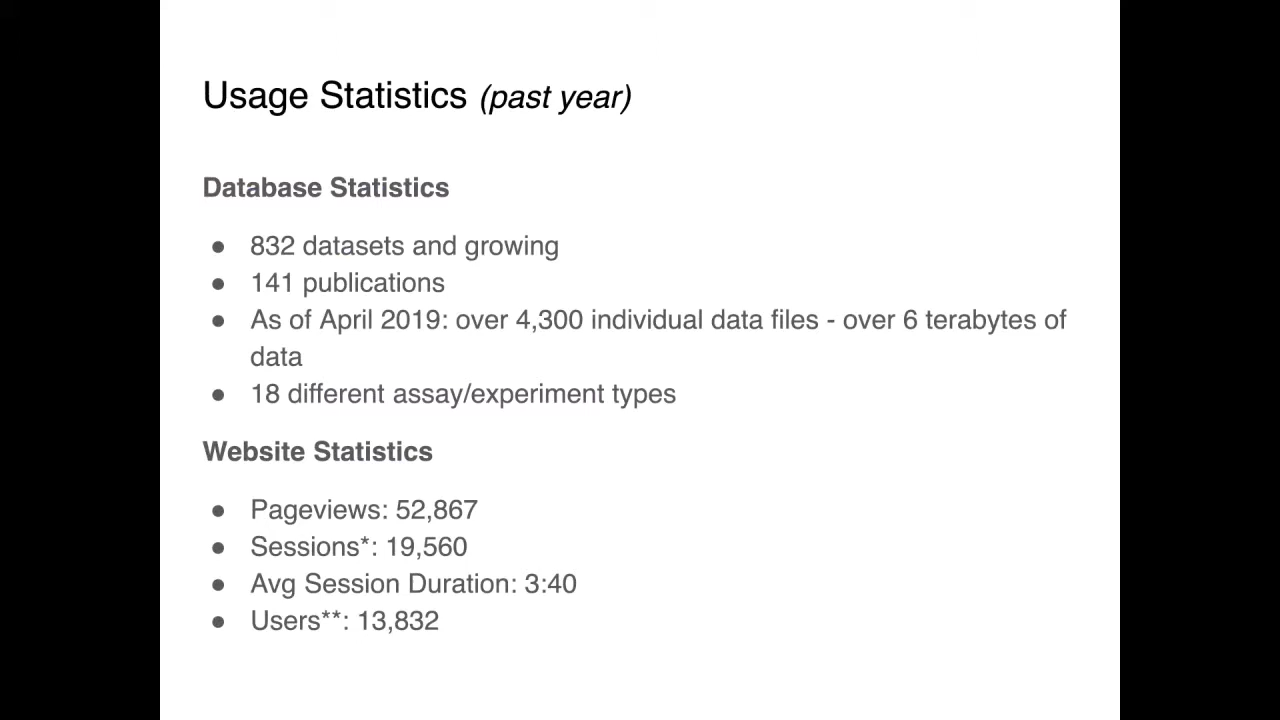 Usage Statistics (past year)
Database Statistics
● 832 datasets and growing
● 141 publications
● As of April 2019: over 4,300 individual data files - over 6 terabytes of
data
● 18 different assay/experiment types
Website Statistics
● Pageviews: 52,867
● Sessions*: 19,560
● Avg Session Duration: 3:40
● Users**: 13,832